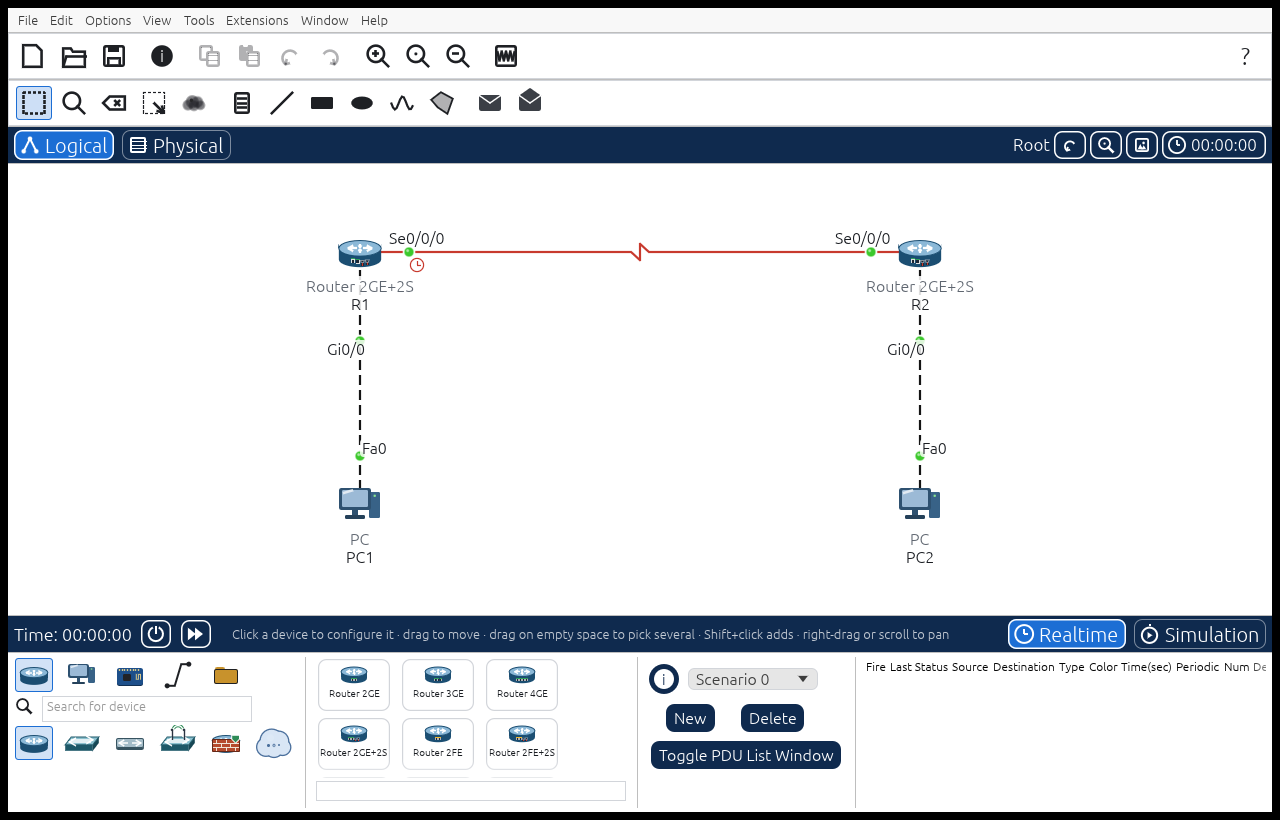 File Edit Options View Tools Extensions Window Help
?
Logical Physical Root 00:00:00
Se0/0/0 Se0/0/0
Router 2GE+2S Router 2GE+2S
R1 R2
Gi0/0 Gi0/0
Fa0 Fa0
PC PC
PC1 PC2
Time: 00:00:00 Click a device to configure it · drag to move · drag on empty space to pick several · Shift+click adds · right-drag or scroll to pan Realtime Simulation
Fire Last Status Source Destination Type Color Time(sec) Periodic Num De
Search for device
Router 2GE Router 3GE Router 4GE
Router 2GE+2S Router 2FE Router 2FE+2S
Scenario 0
New Delete
Toggle PDU List Window